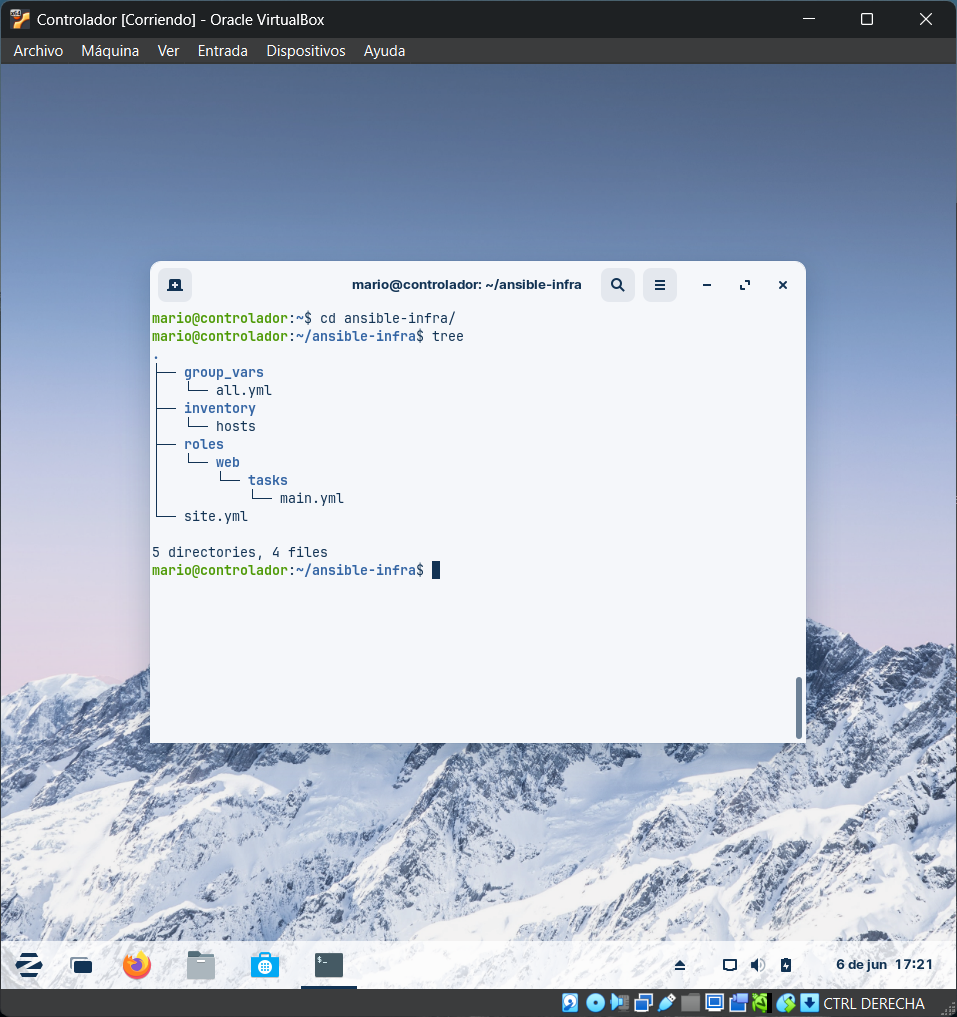 Controlador [Corriendo] - Oracle VirtualBox
Archivo Máquina Ver Entrada Dispositivos Ayuda
mario@controlador: ~/ansible-infra
mario@controlador:~$ cd ansible-infra/
mario@controlador:~/ansible-infra$ tree
.
├── group_vars
│   └── all.yml
├── inventory
│   └── hosts
├── roles
│   └── web
│       └── tasks
│           └── main.yml
└── site.yml
5 directories, 4 files
mario@controlador:~/ansible-infra$
6 de jun 17:21
CTRL DERECHA